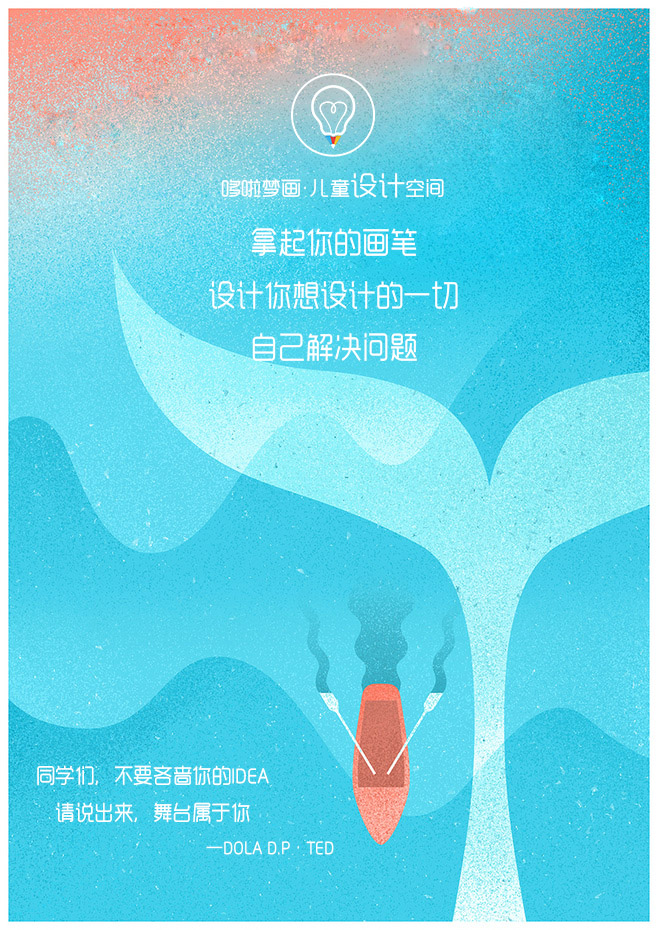 哆啦梦画·儿童设计空间
拿起你的画笔
设计你想设计的一切
自己解决问题
同学们，不要吝啬你的IDEA
请说出来，舞台属于你
—DOLA D.P · TED